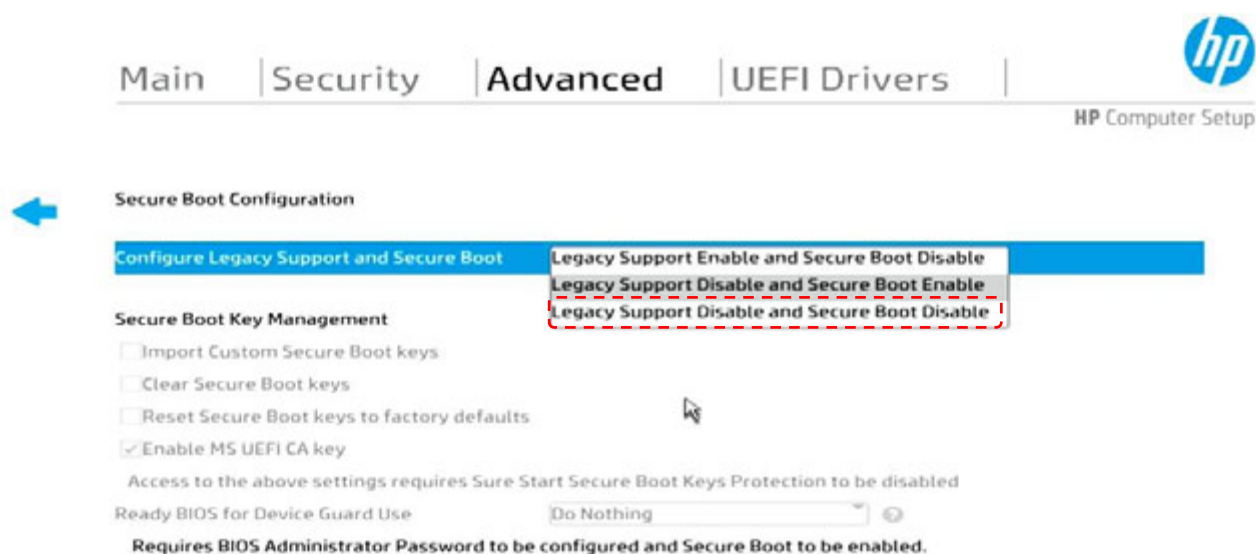 hp
Main Security Advanced UEFI Drivers
HP Computer Setup
Secure Boot Configuration
Configure Legacy Support and Secure Boot
Legacy Support Enable and Secure Boot Disable
Legacy Support Disable and Secure Boot Enable
Legacy Support Disable and Secure Boot Disable
Secure Boot Key Management
Import Custom Secure Boot keys
Clear Secure Boot keys
Reset Secure Boot keys to factory defaults
Enable MS UEFI CA key
Access to the above settings requires Sure Start Secure Boot Keys Protection to be disabled
Ready BIOS for Device Guard Use Do Nothing ?
Requires BIOS Administrator Password to be configured and Secure Boot to be enabled.